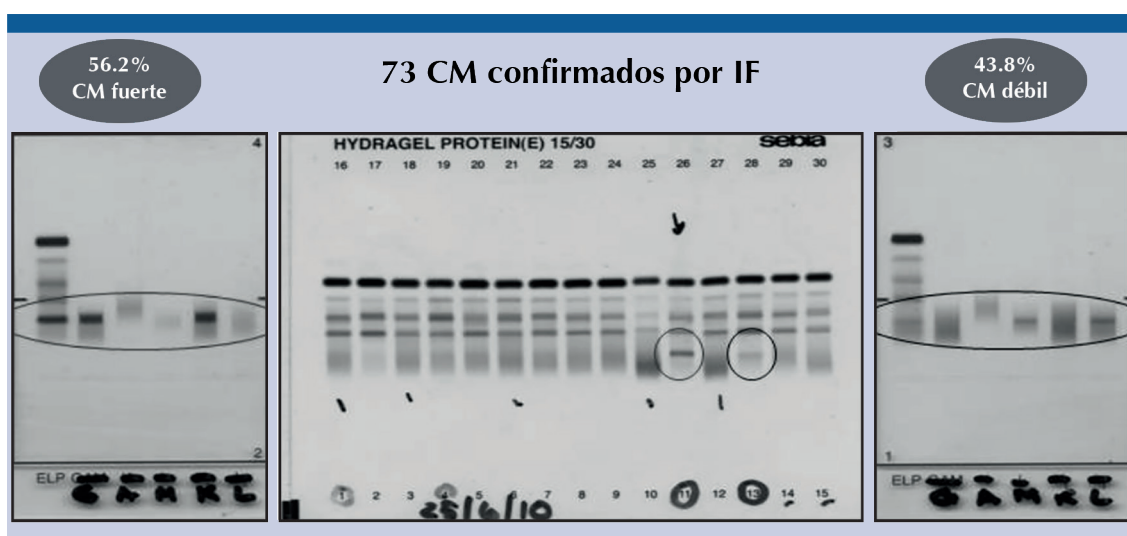 56.2%
CM fuerte
73 CM confirmados por IF
43.8%
CM débil
4
2
ELP
G A M K L
HYDRAGEL PROTEIN(E) 15/30 sebia
16 17 18 19 20 21 22 23 24 25 26 27 28 29 30
1 2 3 4 5 6 7 8 9 10 11 12 13 14 15
25/6/10
3
1
ELP
G A M K L